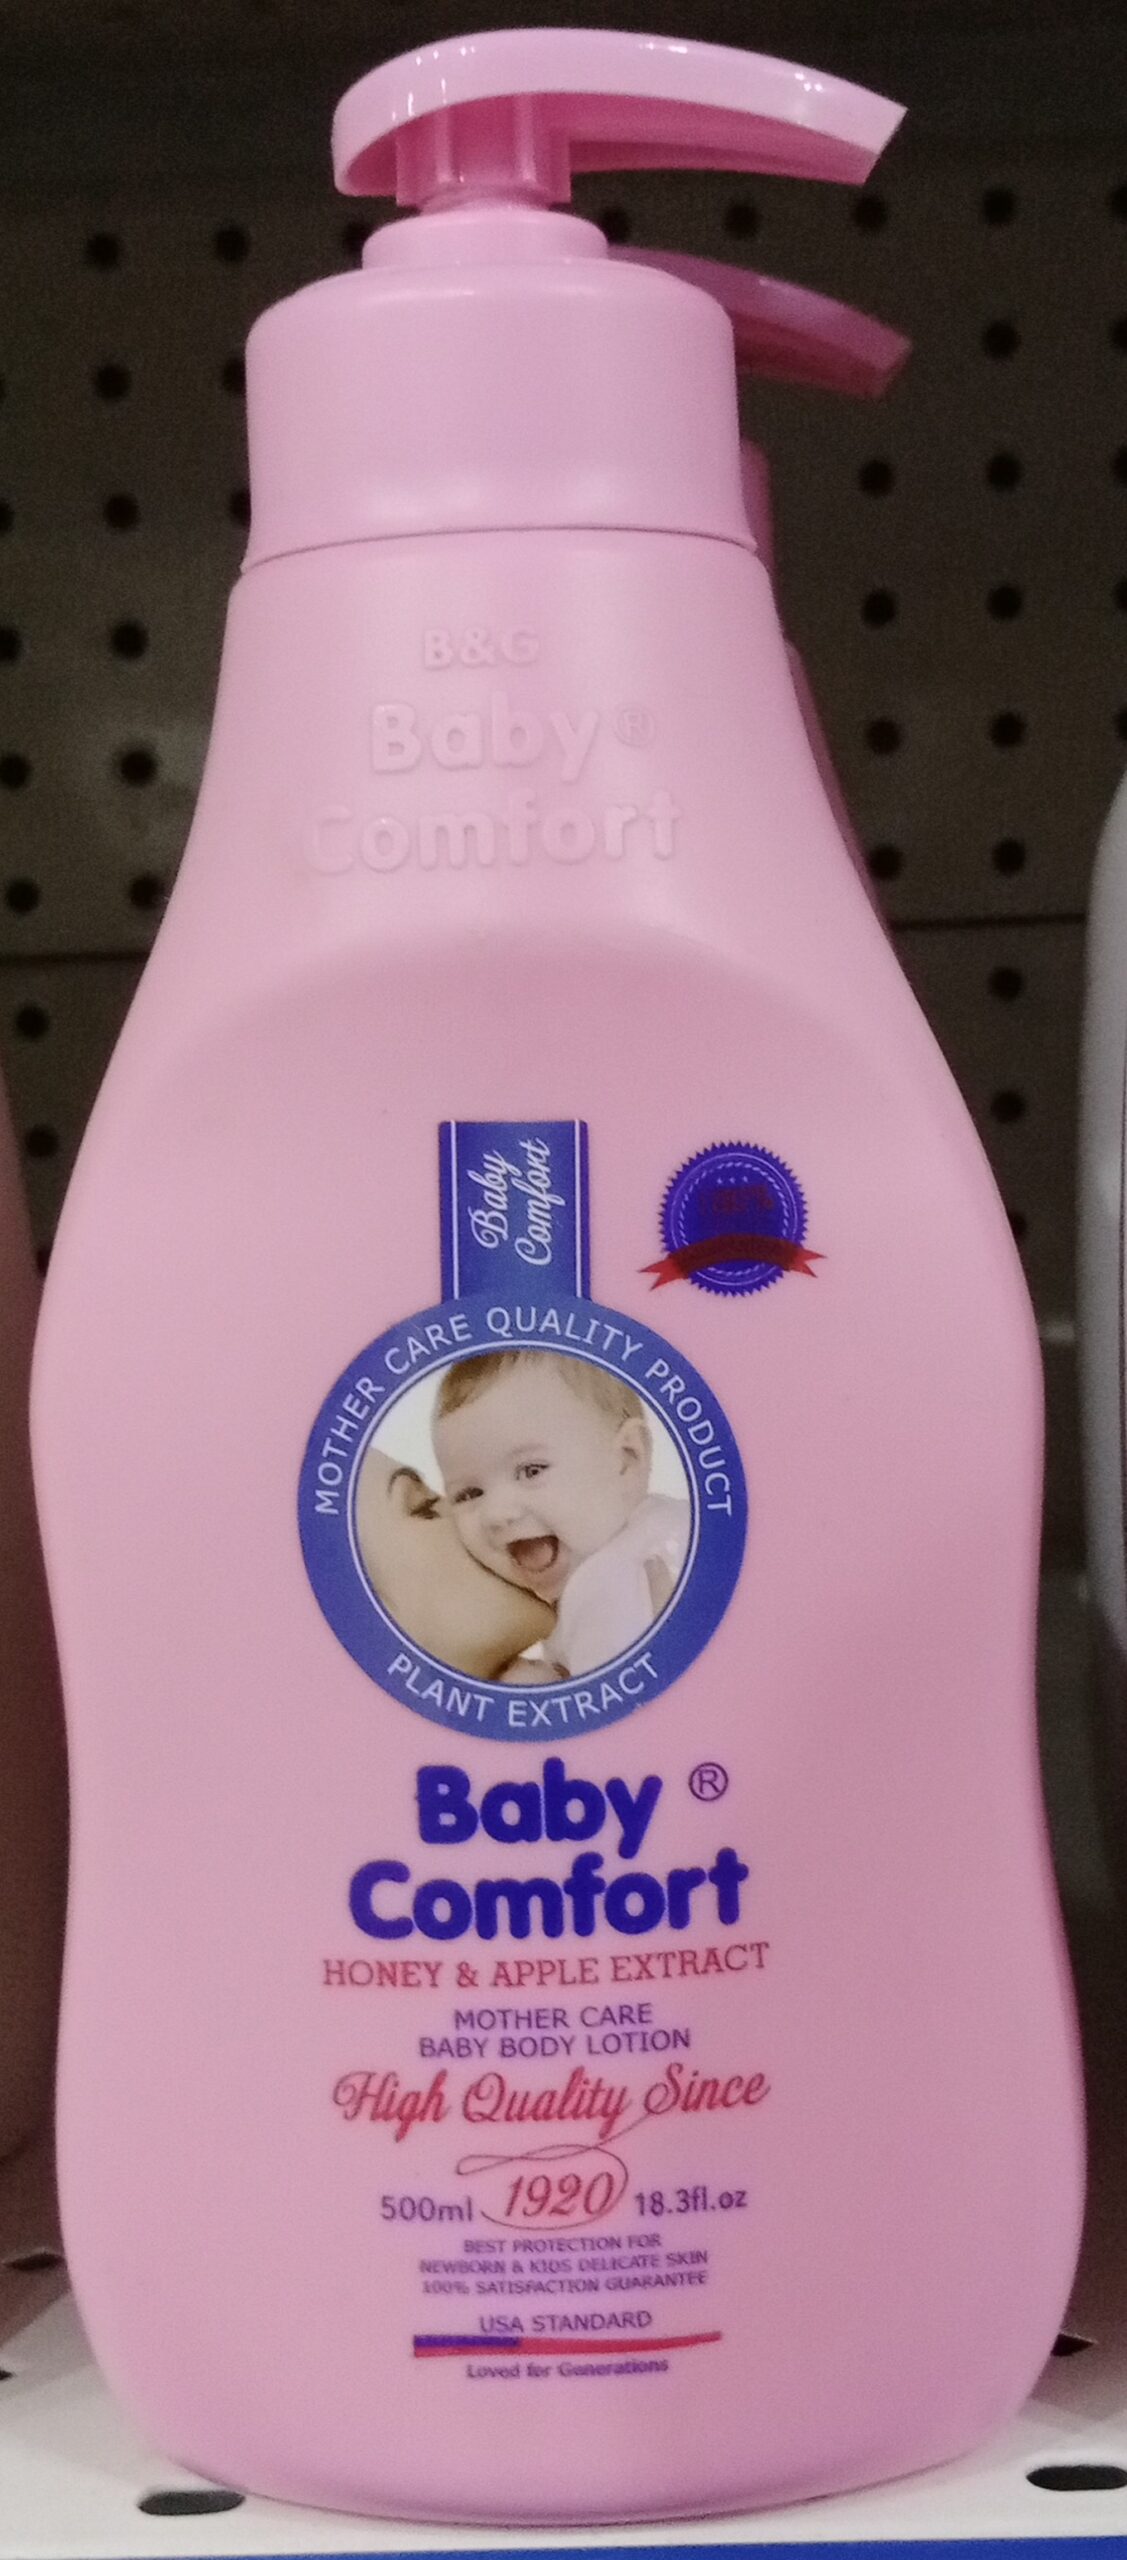 B&G
Baby®
Comfort
Baby
Comfort
100%
MOTHER CARE QUALITY PRODUCT
PLANT EXTRACT
Baby ®
Comfort
HONEY & APPLE EXTRACT
MOTHER CARE
BABY BODY LOTION
High Quality Since
500ml 1920 18.3fl.oz
BEST PROTECTION FOR
NEWBORN & KIDS DELICATE SKIN
100% SATISFACTION GUARANTEE
USA STANDARD
Loved for Generations